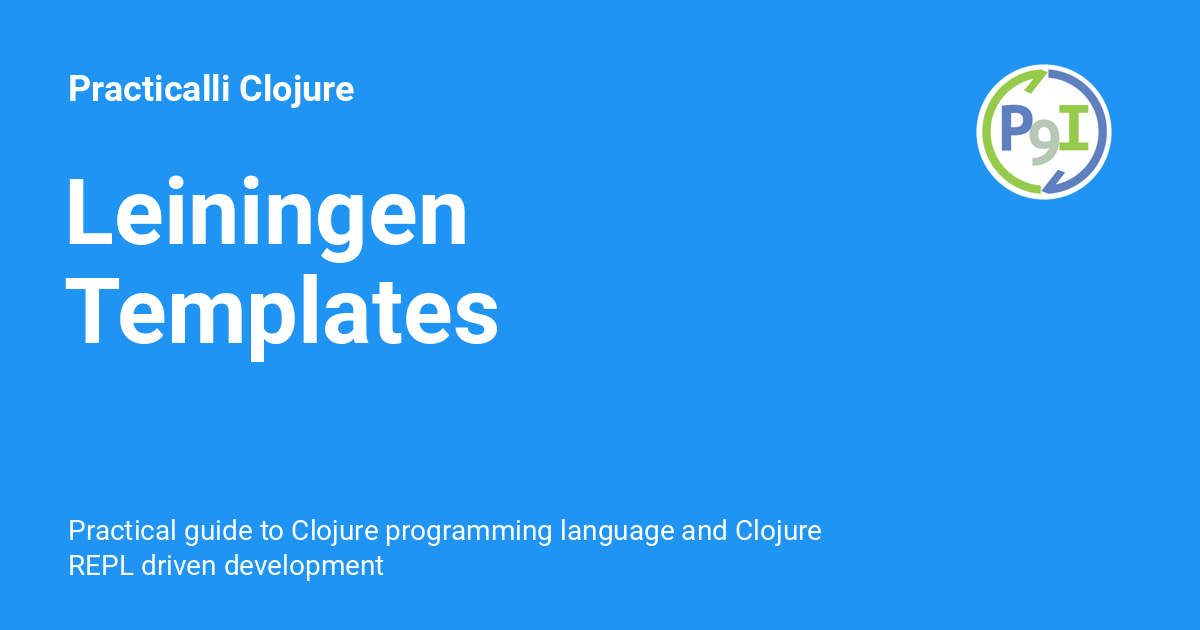 Practicalli Clojure
P9I
Leiningen
Templates
Practical guide to Clojure programming language and Clojure
REPL driven development